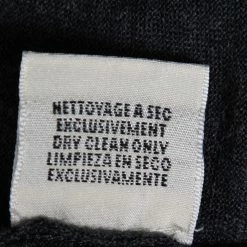 NETTOYAGE A SEC
EXCLUSIVEMENT
DRY CLEAN ONLY
LIMPIEZA EN SECO
EXCLUSIVAMENTE